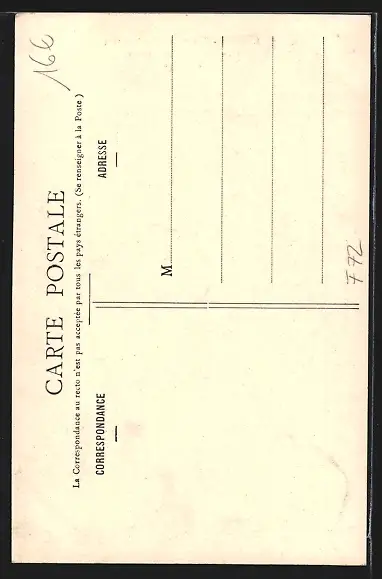 166
CARTE POSTALE
La Correspondance au recto n'est pas acceptée par tous les pays étrangers. (Se renseigner à la Poste)
CORRESPONDANCE
ADRESSE
M
T72